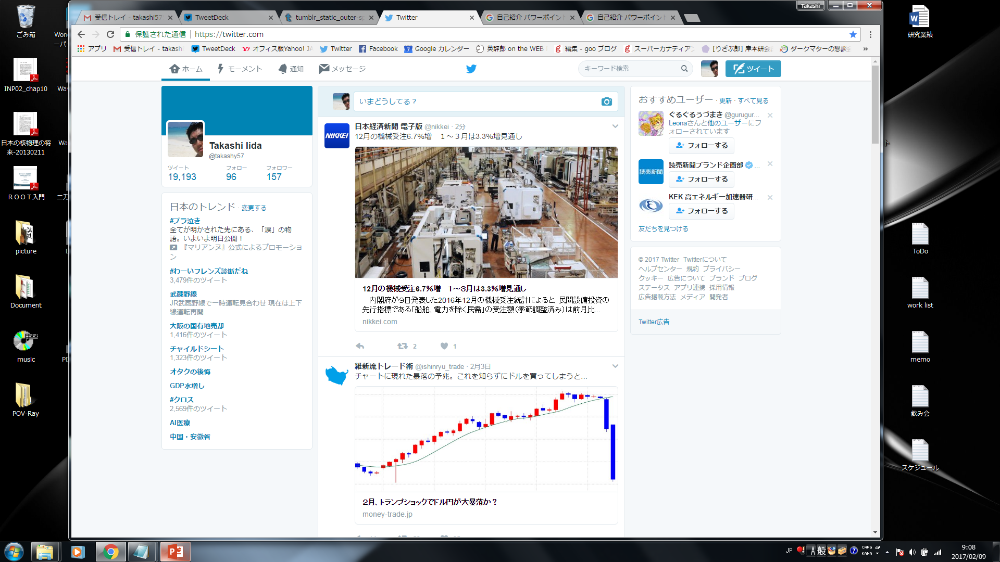 Takashi
受信トレイ - takashi57
TweetDeck
tumblr_static_outer-sp
Twitter
自己紹介 パワーポイント
自己紹介 パワーポイント
保護された通信
https://twitter.com
アプリ
受信トレイ - takashi
TweetDeck
オフィス版Yahoo! JA
Twitter
Facebook
Google カレンダー
英辞郎 on the WEB
編集 - goo ブログ
スーパーカナディアン
[りざぶ郎] 岸本研会計
ダークマターの懇談会
»
ホーム
モーメント
通知
メッセージ
キーワード検索
ツイート
Takashi Iida
@takashy57
ツイート フォロー フォロワー
19,193 96 157
日本のトレンド · 変更する
#ブラ泣き
全てが明かされた先にある、「涙」の物
語。いよいよ明日公開！
『マリアンヌ』公式によるプロモーショ
ン
#わーいフレンズ診断だね
3,479件のツイート
武蔵野線
JR武蔵野線で一時運転見合わせ 現在は上下
線運転再開
大阪の国有地売却
1,416件のツイート
チャイルドシート
1,323件のツイート
オタクの後悔
GDP水増し
#クロス
2,569件のツイート
AI医療
中国・安徽省
いまどうしてる？
NIKKEI
日本経済新聞 電子版 @nikkei · 2分
12月の機械受注6.7%増　１～３月は3.3%増見通し
12月の機械受注6.7%増　１～３月は3.3%増見通し
内閣府が９日発表した2016年12月の機械受注統計によると、民間設備投資の
先行指標である「船舶、電力を除く民需」の受注額（季節調整済み）は前月比...
nikkei.com
2 1
維新流トレード術 @ishinryu_trade · 2月3日
チャートに現れた暴落の予兆。これを知らずにドルを買ってしまうと...
２月、トランプショックでドル円が大暴落か？
money-trade.jp
おすすめユーザー · 更新 · すべて見る
ぐるぐるうづまき @gurugur...
Leonaさんと他のユーザーにフ
ォローされています
フォローする
読売新聞
読売新聞ブランド企画部 ...
フォローする
KEK 高エネルギー加速器研...
フォローする
友だちを見つける
© 2017 Twitter Twitterについて
ヘルプセンター 規約 プライバシー
クッキー 広告について ブランド ブログ
ステータス アプリ連携 採用情報
広告掲載方法 メディア 開発者
Twitter広告
ごみ箱
INP02_chap10
日本の核物理の将
来-20130211
ＲＯＯＴ入門
picture
Document
music
POV-Ray
研究業績
ToDo
work list
memo
飲み会
スケジュール
JP
A 般
CAPS
KANA
9:08
2017/02/09